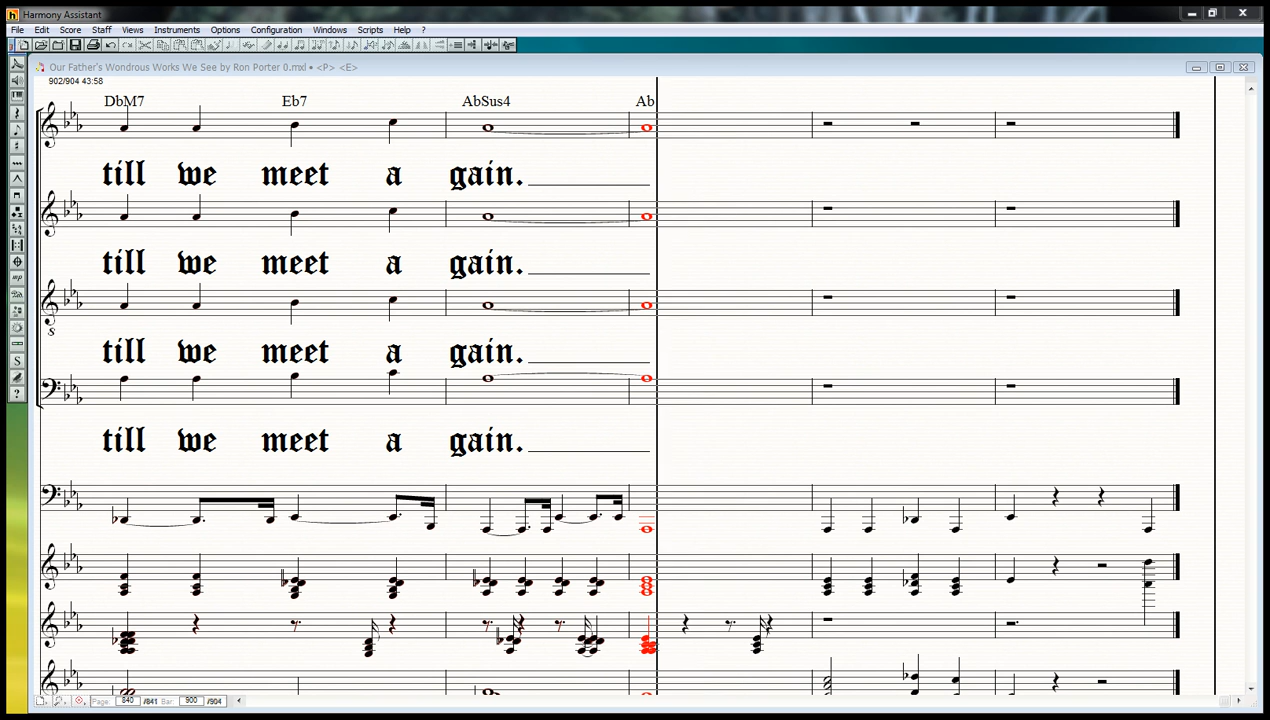 Harmony Assistant
File Edit Score Staff Views Instruments Options Configuration Windows Scripts Help ?
Our Father's Wondrous Works We See by Ron Porter 0.mxl • <P> <E>
902/904 43:58
DbM7 Eb7 AbSus4 Ab
till we meet a gain.
till we meet a gain.
8
till we meet a gain.
till we meet a gain.
Page: 840 /841 Bar: 900 /904